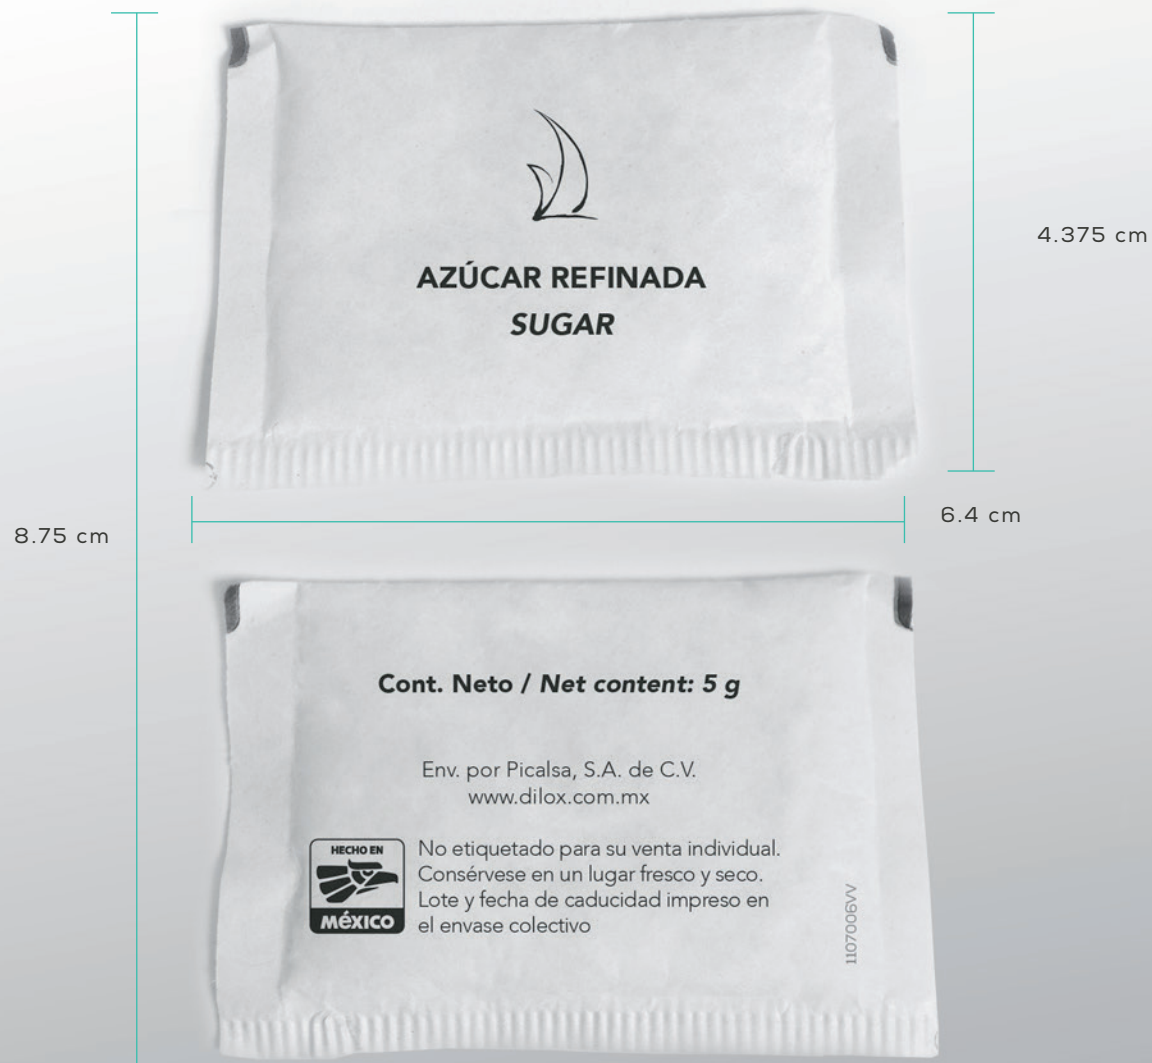 4.375 cm
AZÚCAR REFINADA
SUGAR
6.4 cm
8.75 cm
Cont. Neto / Net content: 5 g
Env. por Picalsa, S.A. de C.V.
www.dilox.com.mx
HECHO EN
MéXICO
No etiquetado para su venta individual.
Consérvese en un lugar fresco y seco.
Lote y fecha de caducidad impreso en
el envase colectivo
1107006VV